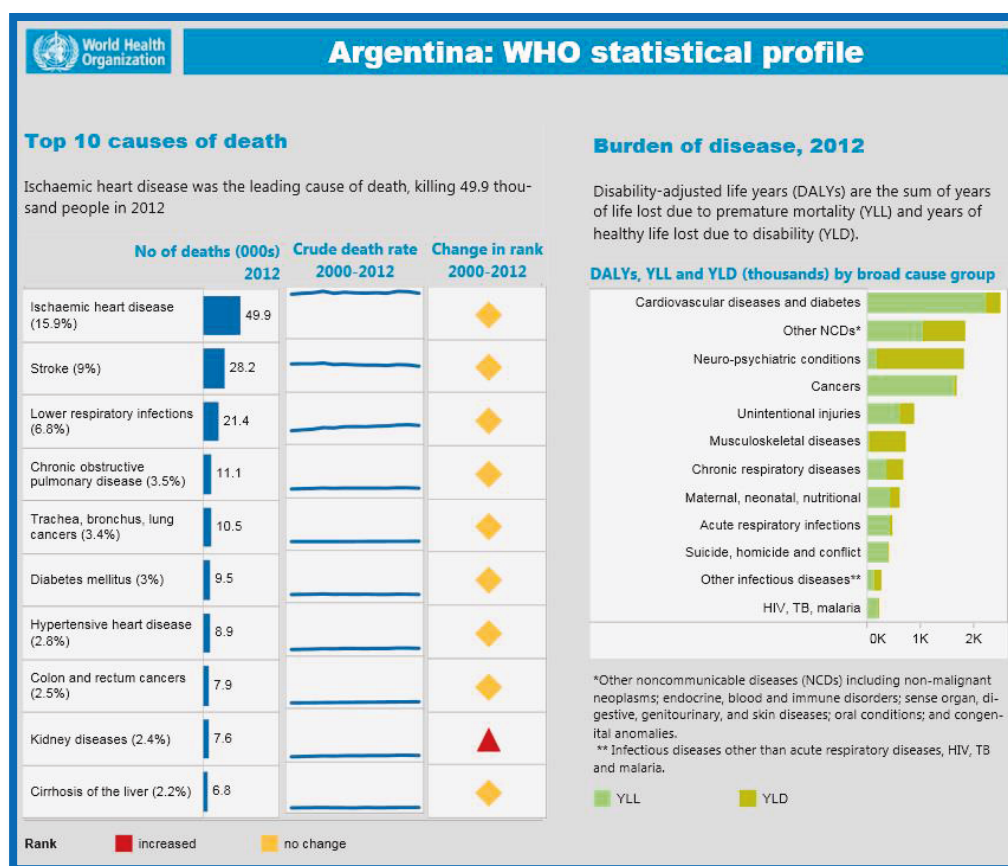 World Health
Organization
Argentina: WHO statistical profile
Top 10 causes of death
Ischaemic heart disease was the leading cause of death, killing 49.9 thou-
sand people in 2012
No of deaths (000s)
2012
Crude death rate
2000-2012
Change in rank
2000-2012
Ischaemic heart disease
(15.9%)
49.9
Stroke (9%)
28.2
Lower respiratory infections
(6.8%)
21.4
Chronic obstructive
pulmonary disease (3.5%)
11.1
Trachea, bronchus, lung
cancers (3.4%)
10.5
Diabetes mellitus (3%)
9.5
Hypertensive heart disease
(2.8%)
8.9
Colon and rectum cancers
(2.5%)
7.9
Kidney diseases (2.4%)
7.6
Cirrhosis of the liver (2.2%)
6.8
Rank
increased
no change
Burden of disease, 2012
Disability-adjusted life years (DALYs) are the sum of years
of life lost due to premature mortality (YLL) and years of
healthy life lost due to disability (YLD).
DALYs, YLL and YLD (thousands) by broad cause group
Cardiovascular diseases and diabetes
Other NCDs*
Neuro-psychiatric conditions
Cancers
Unintentional injuries
Musculoskeletal diseases
Chronic respiratory diseases
Maternal, neonatal, nutritional
Acute respiratory infections
Suicide, homicide and conflict
Other infectious diseases**
HIV, TB, malaria
0K 1K 2K
*Other noncommunicable diseases (NCDs) including non-malignant
neoplasms; endocrine, blood and immune disorders; sense organ, di-
gestive, genitourinary, and skin diseases; oral conditions; and congen-
ital anomalies.
** Infectious diseases other than acute respiratory diseases, HIV, TB
and malaria.
YLL
YLD